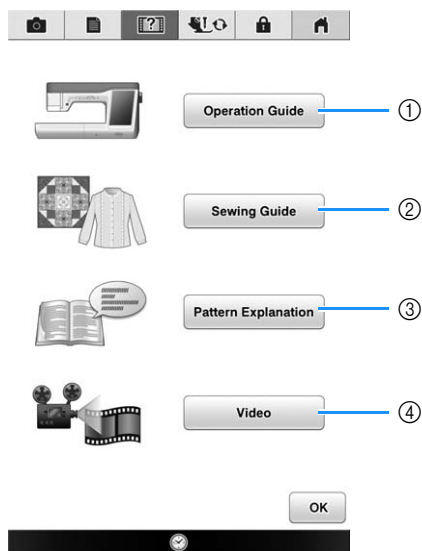 ?
Operation Guide
①
Sewing Guide
②
Pattern Explanation
③
Video
④
OK